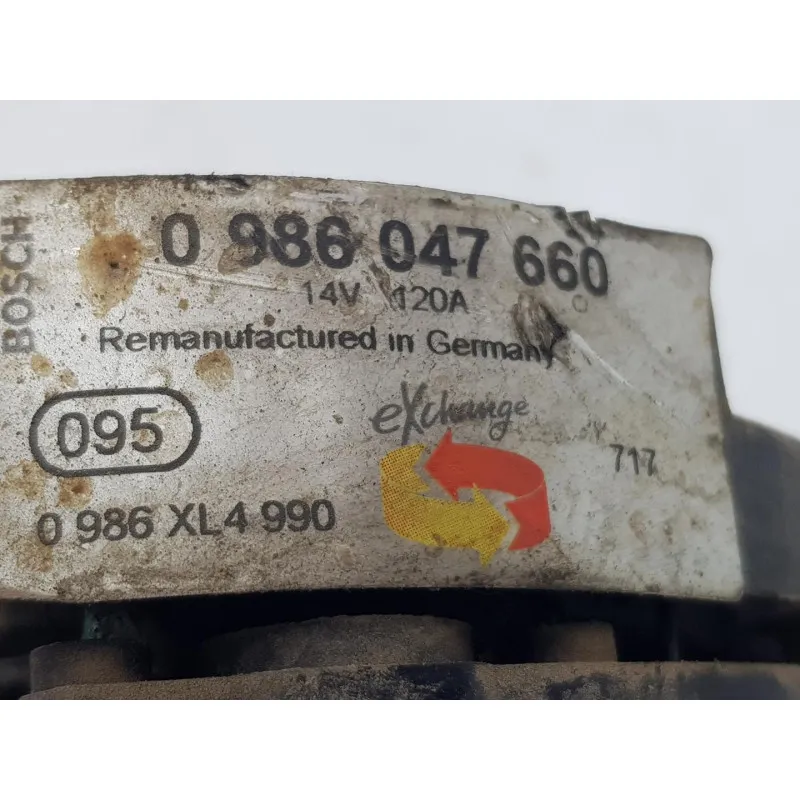 BOSCH
0 986 047 660
14V 120A
Remanufactured in Germany
095
eXchange
717
0 986 XL4 990